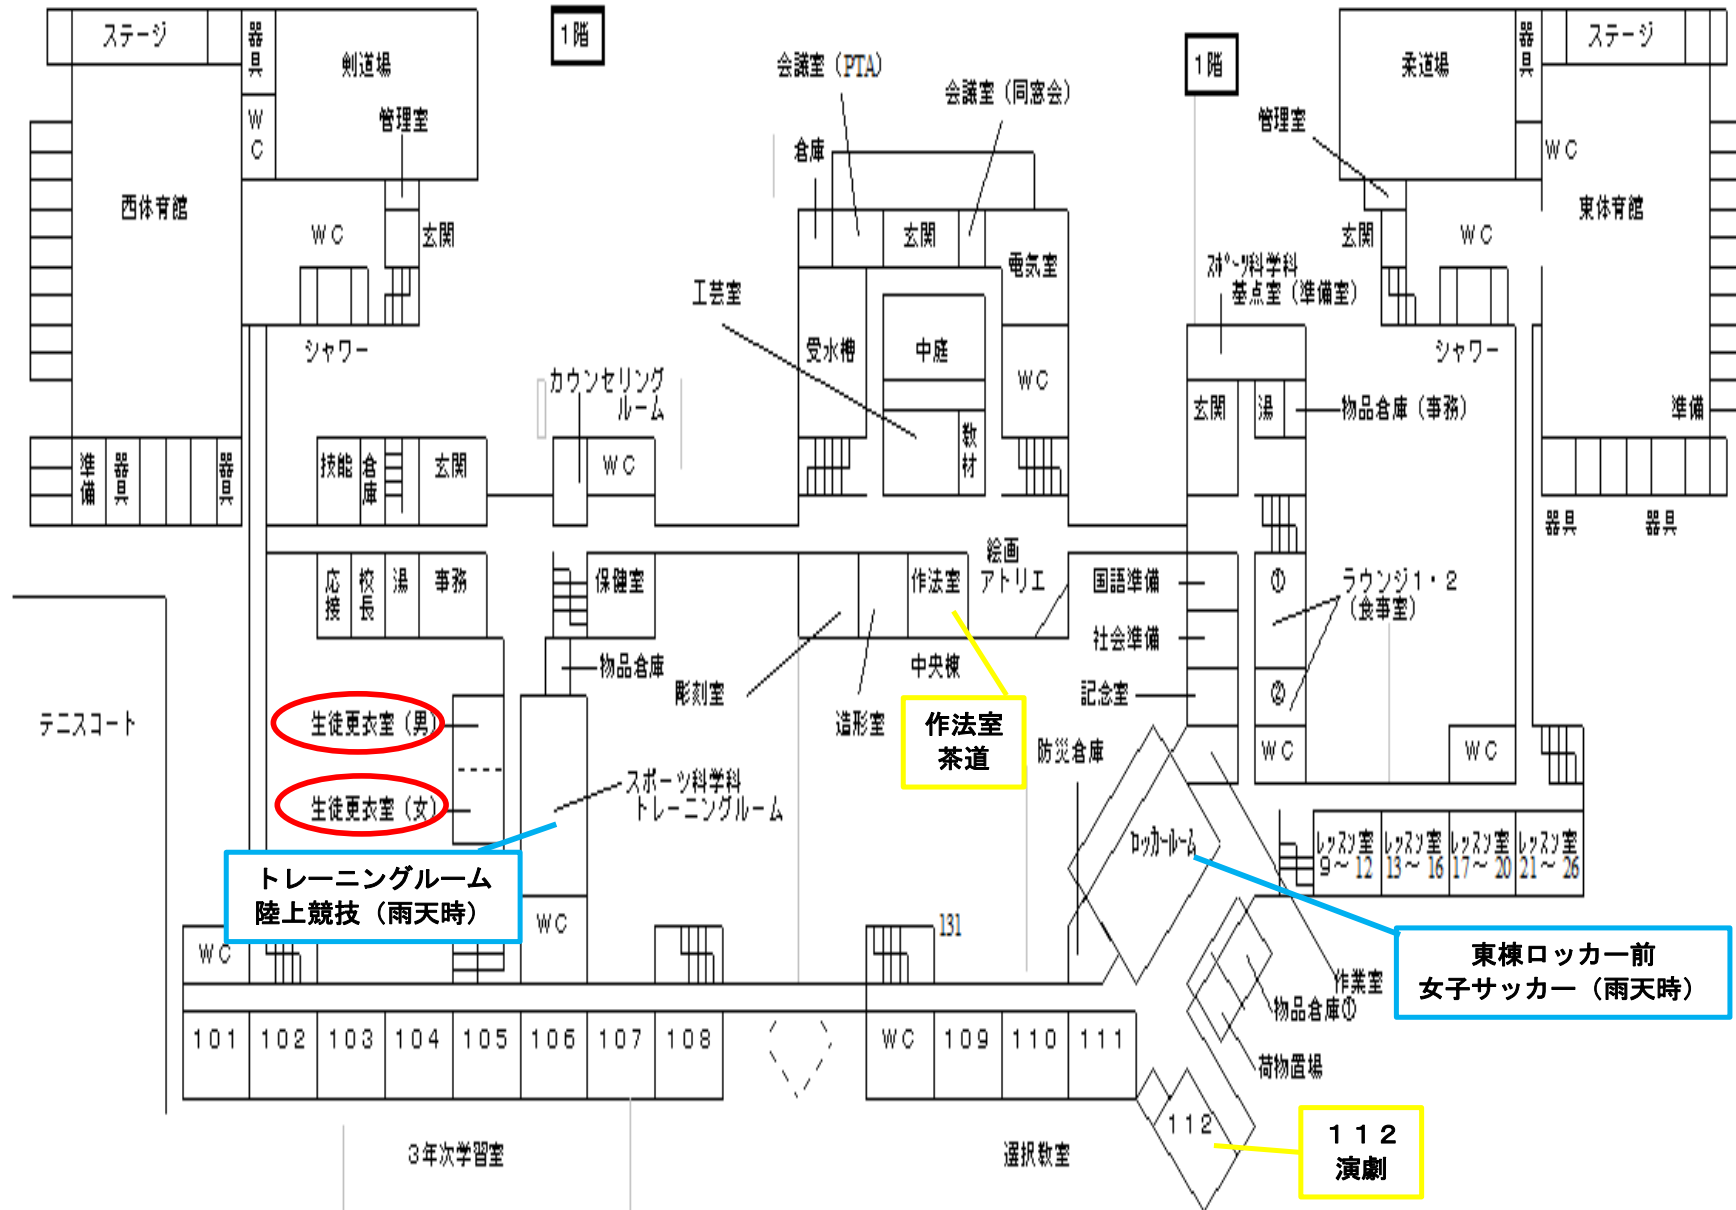 ステージ
器具
剣道場
1階
会議室（PTA）
会議室（同窓会）
1階
柔道場
器具
ステージ
WC
管理室
倉庫
管理室
WC
西体育館
WC
玄関
玄関
電気室
玄関
WC
東体育館
ｽﾎﾟｰﾂ科学科
基点室（準備室）
工芸室
シャワー
受水槽
中庭
シャワー
カウンセリング
ルーム
WC
玄関
湯
物品倉庫（事務）
準備
準備
器具
器具
技能
倉庫
玄関
WC
教材
器具
器具
応接
校長
湯
事務
保健室
作法室
絵画
アトリエ
国語準備
①
ラウンジ1・2
（食事室）
社会準備
物品倉庫
中央棟
彫刻室
造形室
記念室
②
テニスコート
生徒更衣室（男）
作法室
茶道
防災倉庫
WC
WC
生徒更衣室（女）
スポーツ科学科
トレーニングルーム
ﾛｯｶｰﾙｰﾑ
レッスン室
9～12
レッスン室
13～16
レッスン室
17～20
レッスン室
21～26
トレーニングルーム
陸上競技（雨天時）
WC
WC
WC
131
東棟ロッカー前
女子サッカー（雨天時）
作業室
物品倉庫①
荷物置場
101
102
103
104
105
106
107
108
WC
109
110
111
112
112
演劇
3年次学習室
選択教室